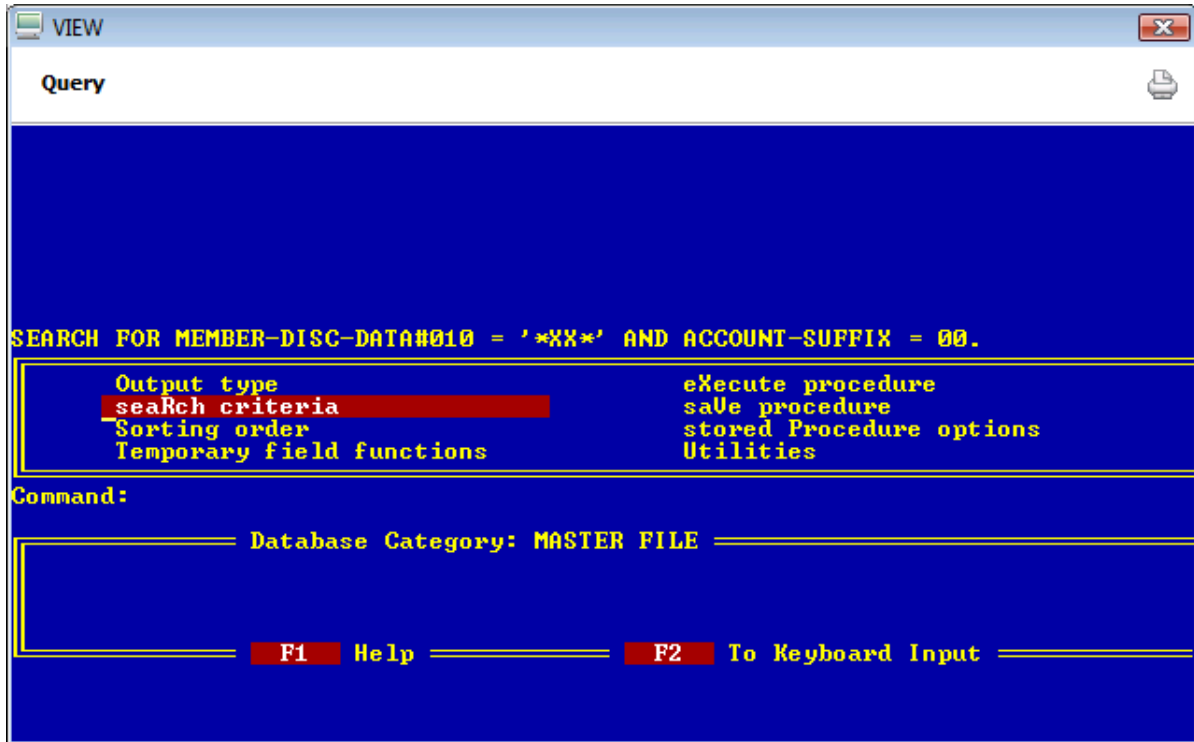 VIEW
Query
SEARCH FOR MEMBER-DISC-DATA#010 = '*XX*' AND ACCOUNT-SUFFIX = 00.
Output type eXecute procedure
seaRch criteria saVe procedure
Sorting order stored Procedure options
Temporary field functions Utilities
Command:
Database Category: MASTER FILE
F1 Help F2 To Keyboard Input